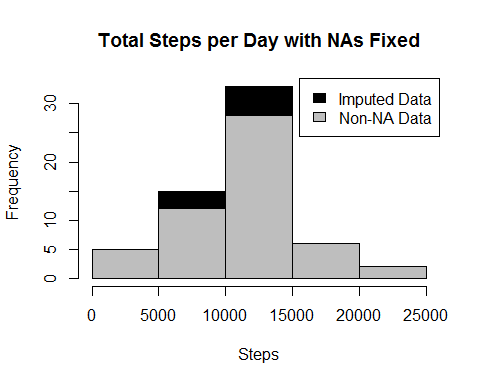 Total Steps per Day with NAs Fixed
Imputed Data
Non-NA Data
Frequency
30
20
10
5
0
0 5000 10000 15000 20000 25000
Steps